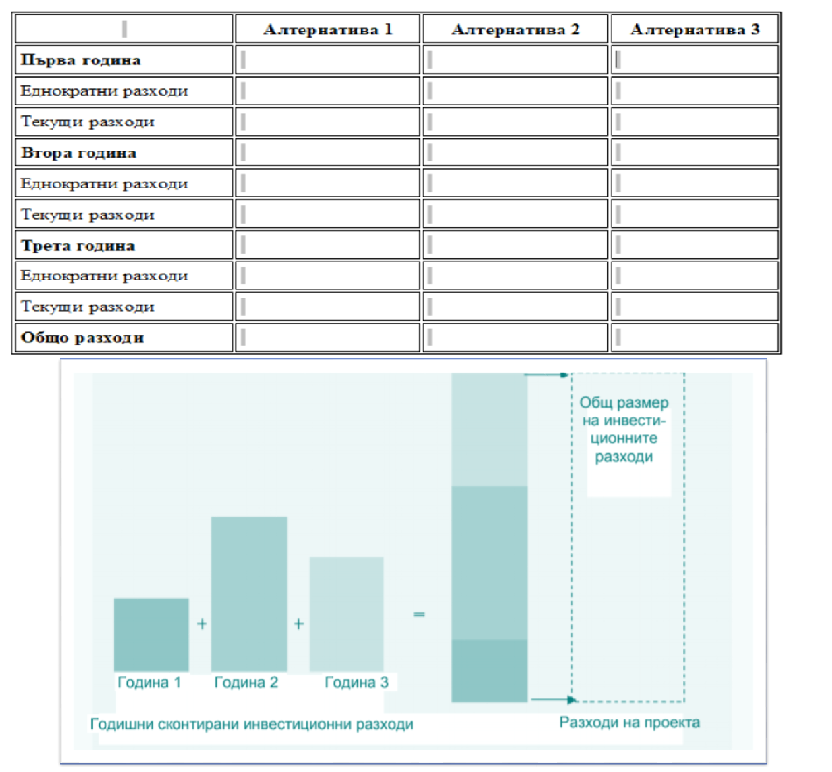 Алтернатива 1 Алтернатива 2 Алтернатива 3
Първа година
Еднократни разходи
Текущи разходи
Втора година
Еднократни разходи
Текущи разходи
Трета година
Еднократни разходи
Текущи разходи
Общо разходи
Общ размер
на инвести-
ционните
разходи
+ + =
Година 1 Година 2 Година 3
Годишни сконтирани инвестиционни разходи Разходи на проекта